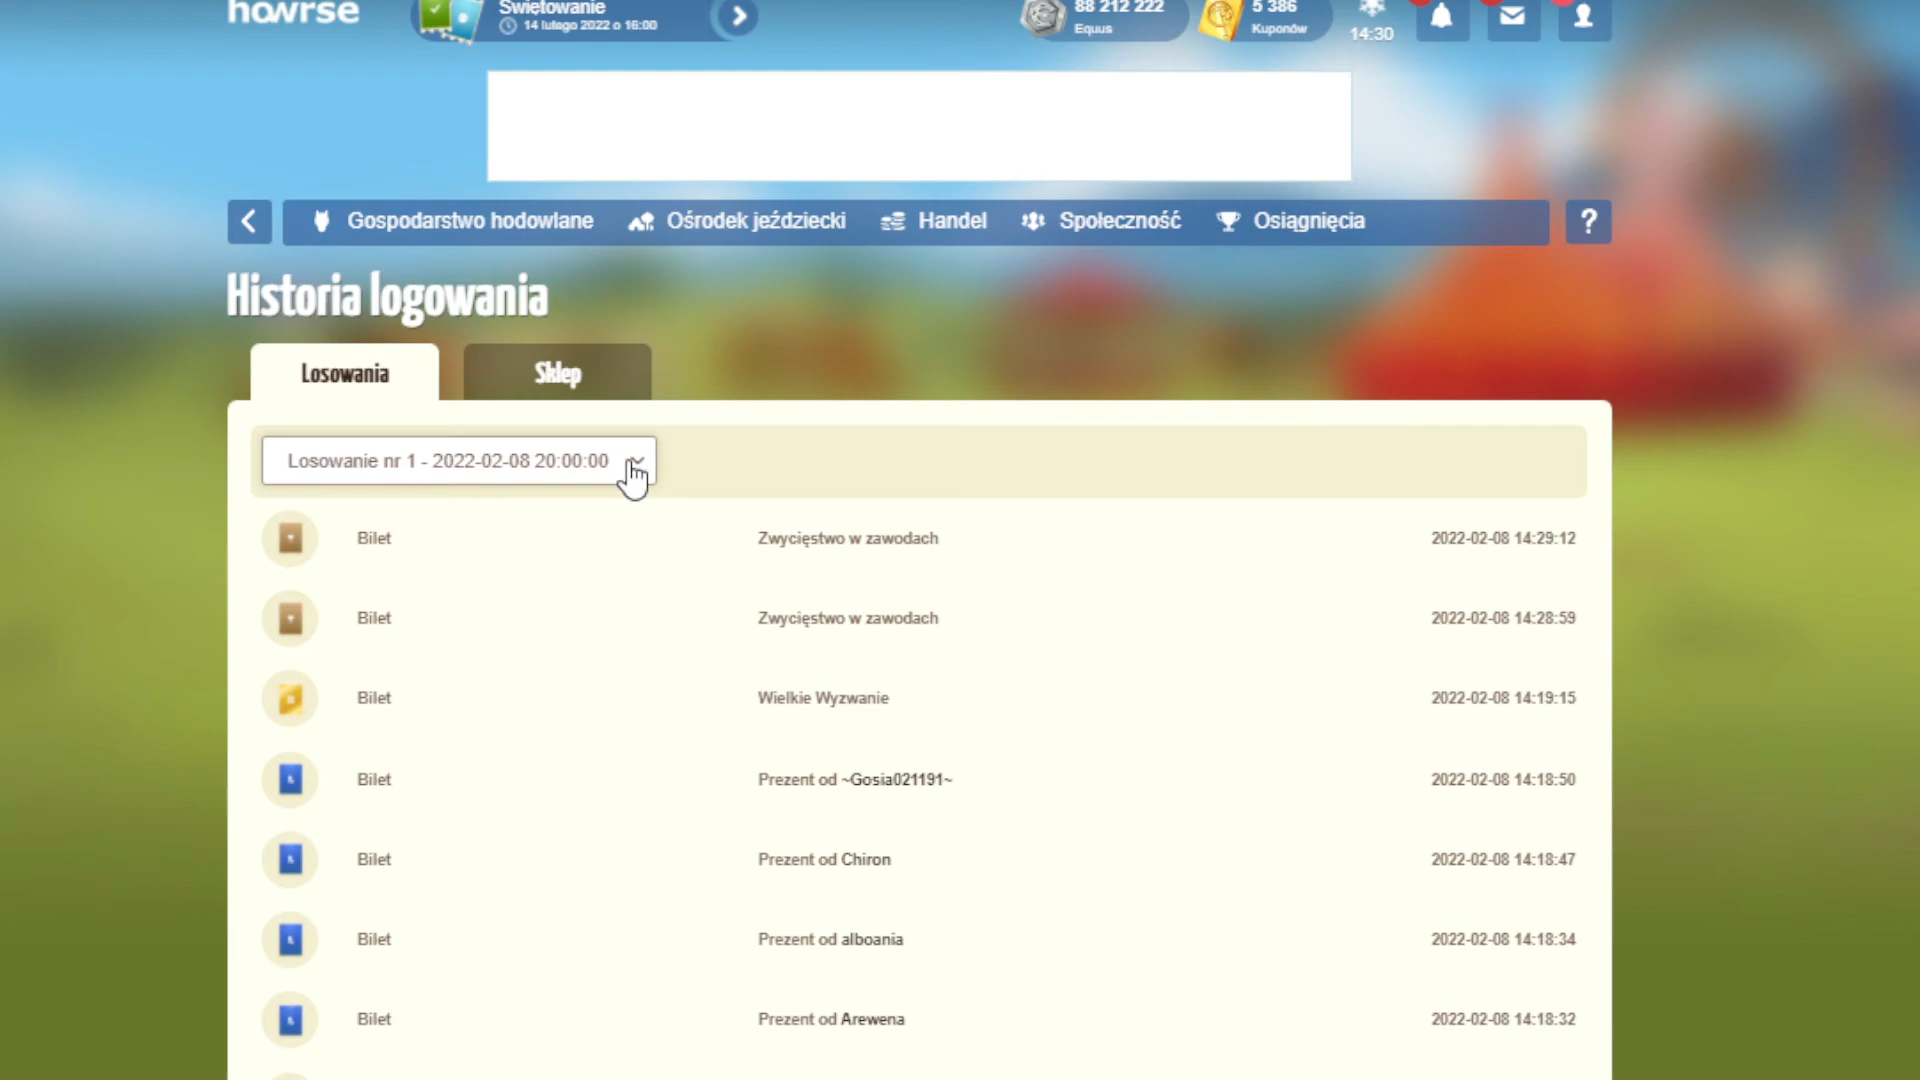 howrse
Świętowanie
14 lutego 2022 o 16:00
88 212 222
Equus
5 386
Kuponów
14:30
Gospodarstwo hodowlane
Ośrodek jeździecki
Handel
Społeczność
Osiągnięcia
?
Historia logowania
Losowania
Sklep
Losowanie nr 1 - 2022-02-08 20:00:00
Bilet Zwycięstwo w zawodach 2022-02-08 14:29:12
Bilet Zwycięstwo w zawodach 2022-02-08 14:28:59
Bilet Wielkie Wyzwanie 2022-02-08 14:19:15
Bilet Prezent od ~Gosia021191~ 2022-02-08 14:18:50
Bilet Prezent od Chiron 2022-02-08 14:18:47
Bilet Prezent od alboania 2022-02-08 14:18:34
Bilet Prezent od Arewena 2022-02-08 14:18:32